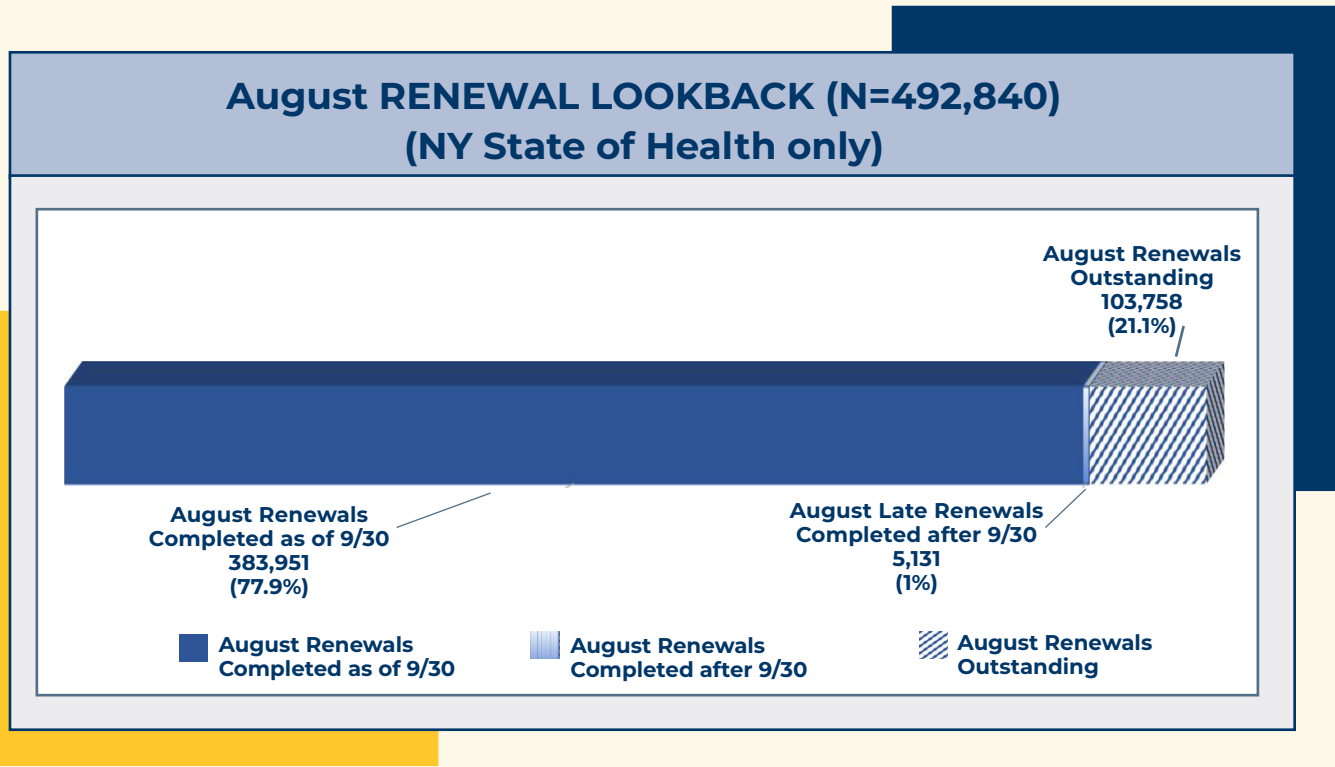 August RENEWAL LOOKBACK (N=492,840)
(NY State of Health only)
August Renewals
Outstanding
103,758
(21.1%)
August Renewals
Completed as of 9/30
383,951
(77.9%)
August Late Renewals
Completed after 9/30
5,131
(1%)
August Renewals
Completed as of 9/30
August Renewals
Completed after 9/30
August Renewals
Outstanding